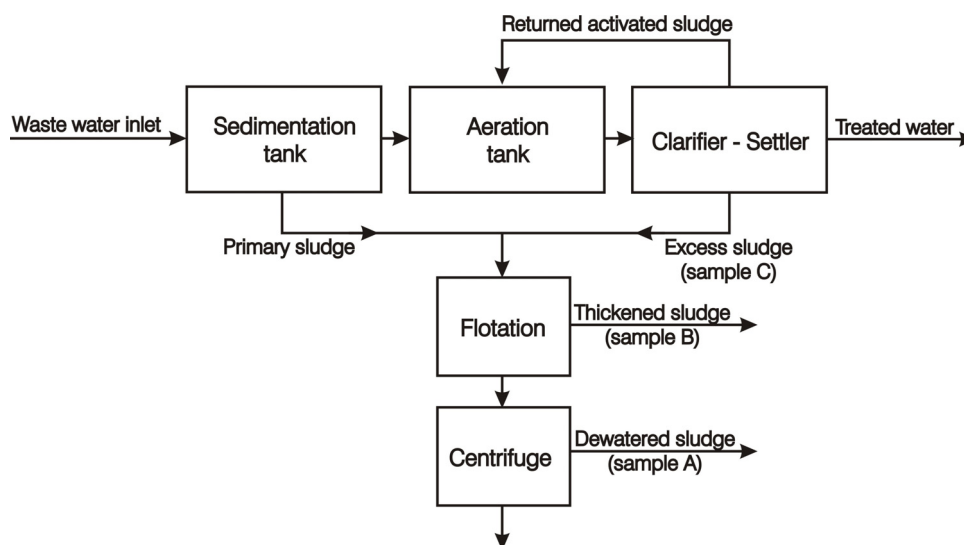 Returned activated sludge
Waste water inlet
Sedimentation
tank
Aeration
tank
Clarifier - Settler
Treated water
Primary sludge
Excess sludge
(sample C)
Flotation
Thickened sludge
(sample B)
Centrifuge
Dewatered sludge
(sample A)